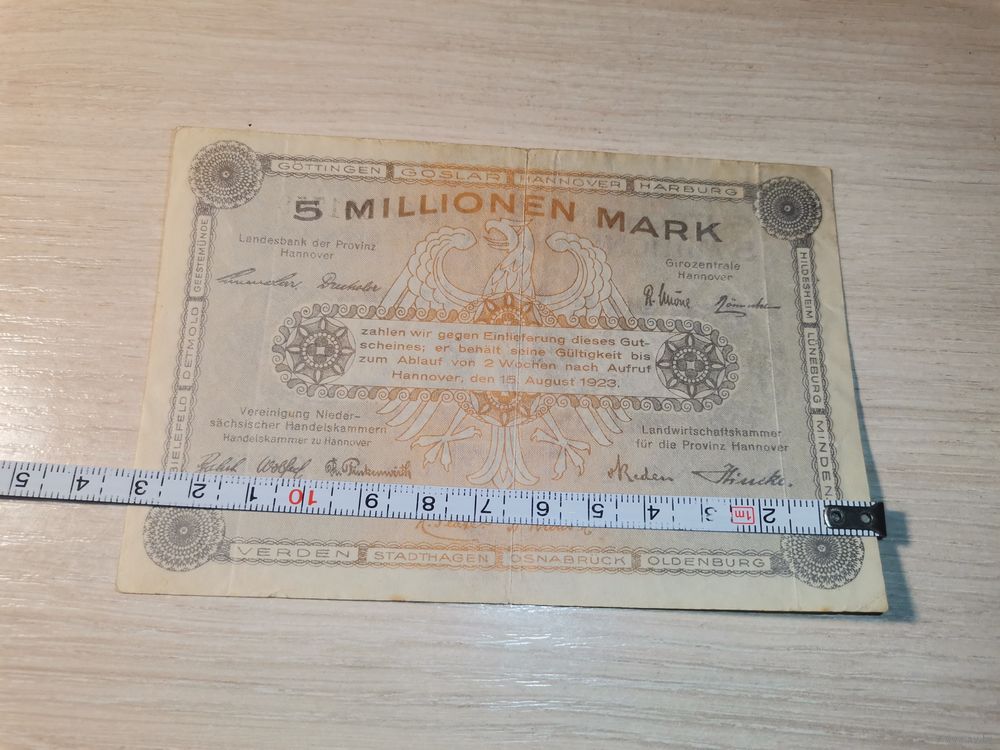 GÖTTINGEN GOSLAR HANNOVER HARBURG
5 MILLIONEN MARK
Landesbank der Provinz
Hannover
Girozentrale
Hannover
zahlen wir gegen Einlieferung dieses Gut-
scheines; er behält seine Gültigkeit bis
zum Ablauf von 2 Wochen nach Aufruf
Hannover, den 15. August 1923.
Vereinigung Nieder-
sächsischer Handelskammern
Handelskammer zu Hannover
Landwirtschaftskammer
für die Provinz Hannover
GEESTEMÜNDE
DETMOLD
BIELEFELD
HILDESHEIM
LÜNEBURG
MINDEN
5 4 3 2 1 10 9 8 7 6 5 4 3 1m 2
VERDEN STADTHAGEN OSNABRÜCK OLDENBURG